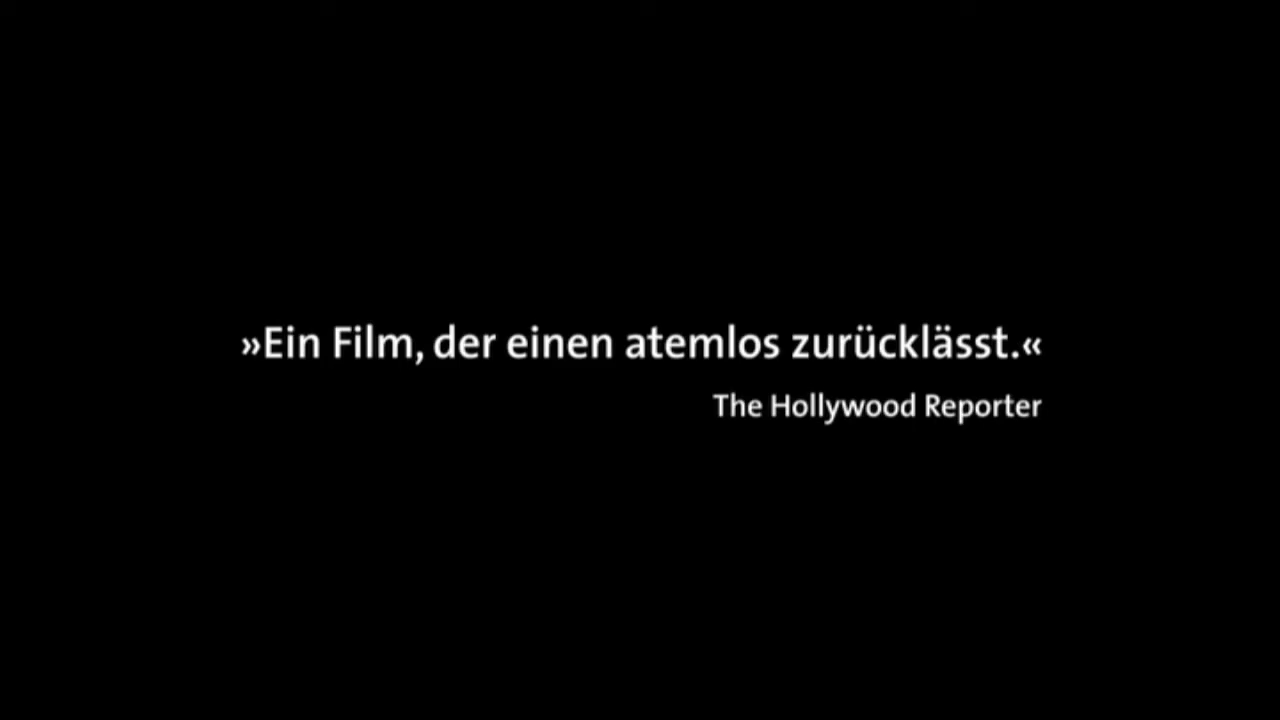 »Ein Film, der einen atemlos zurücklässt.«
The Hollywood Reporter